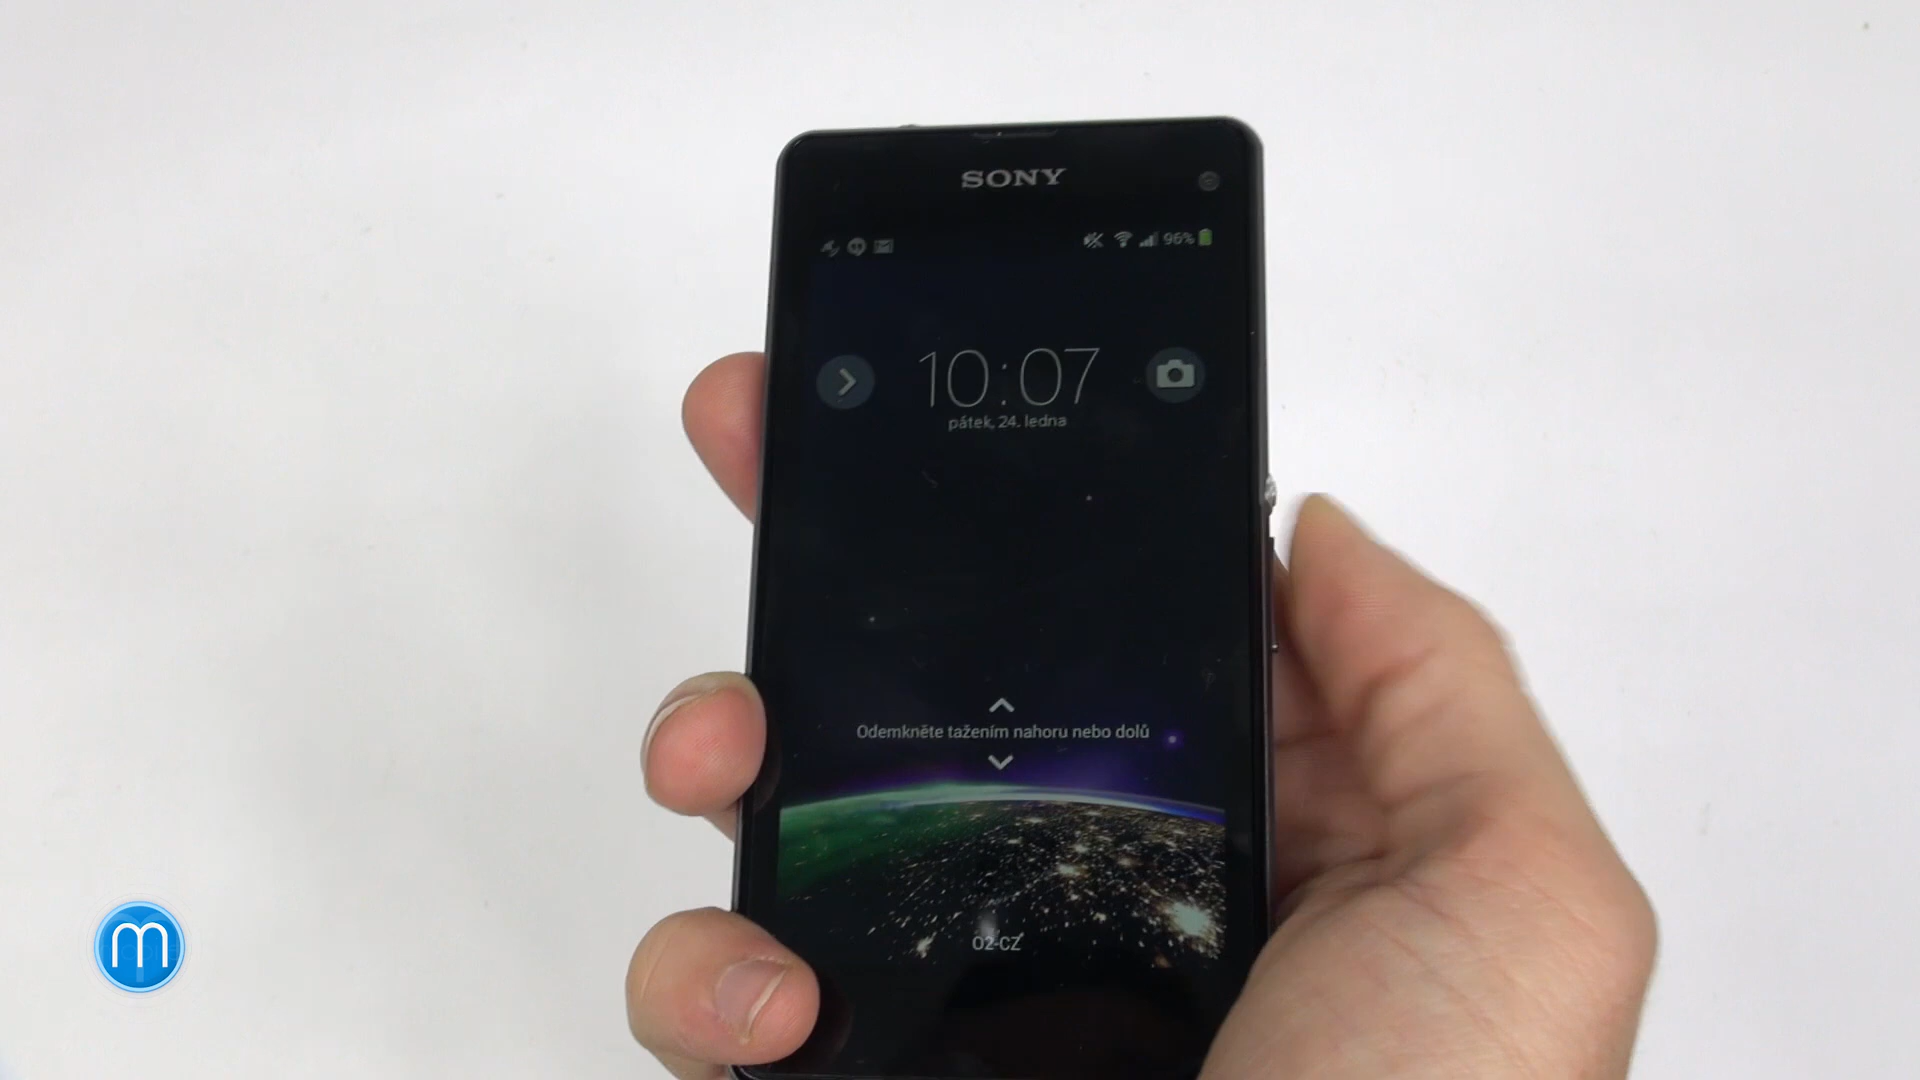 SONY
96%
10:07
pátek, 24. ledna
Odemkněte tažením nahoru nebo dolů
O2-CZ
m